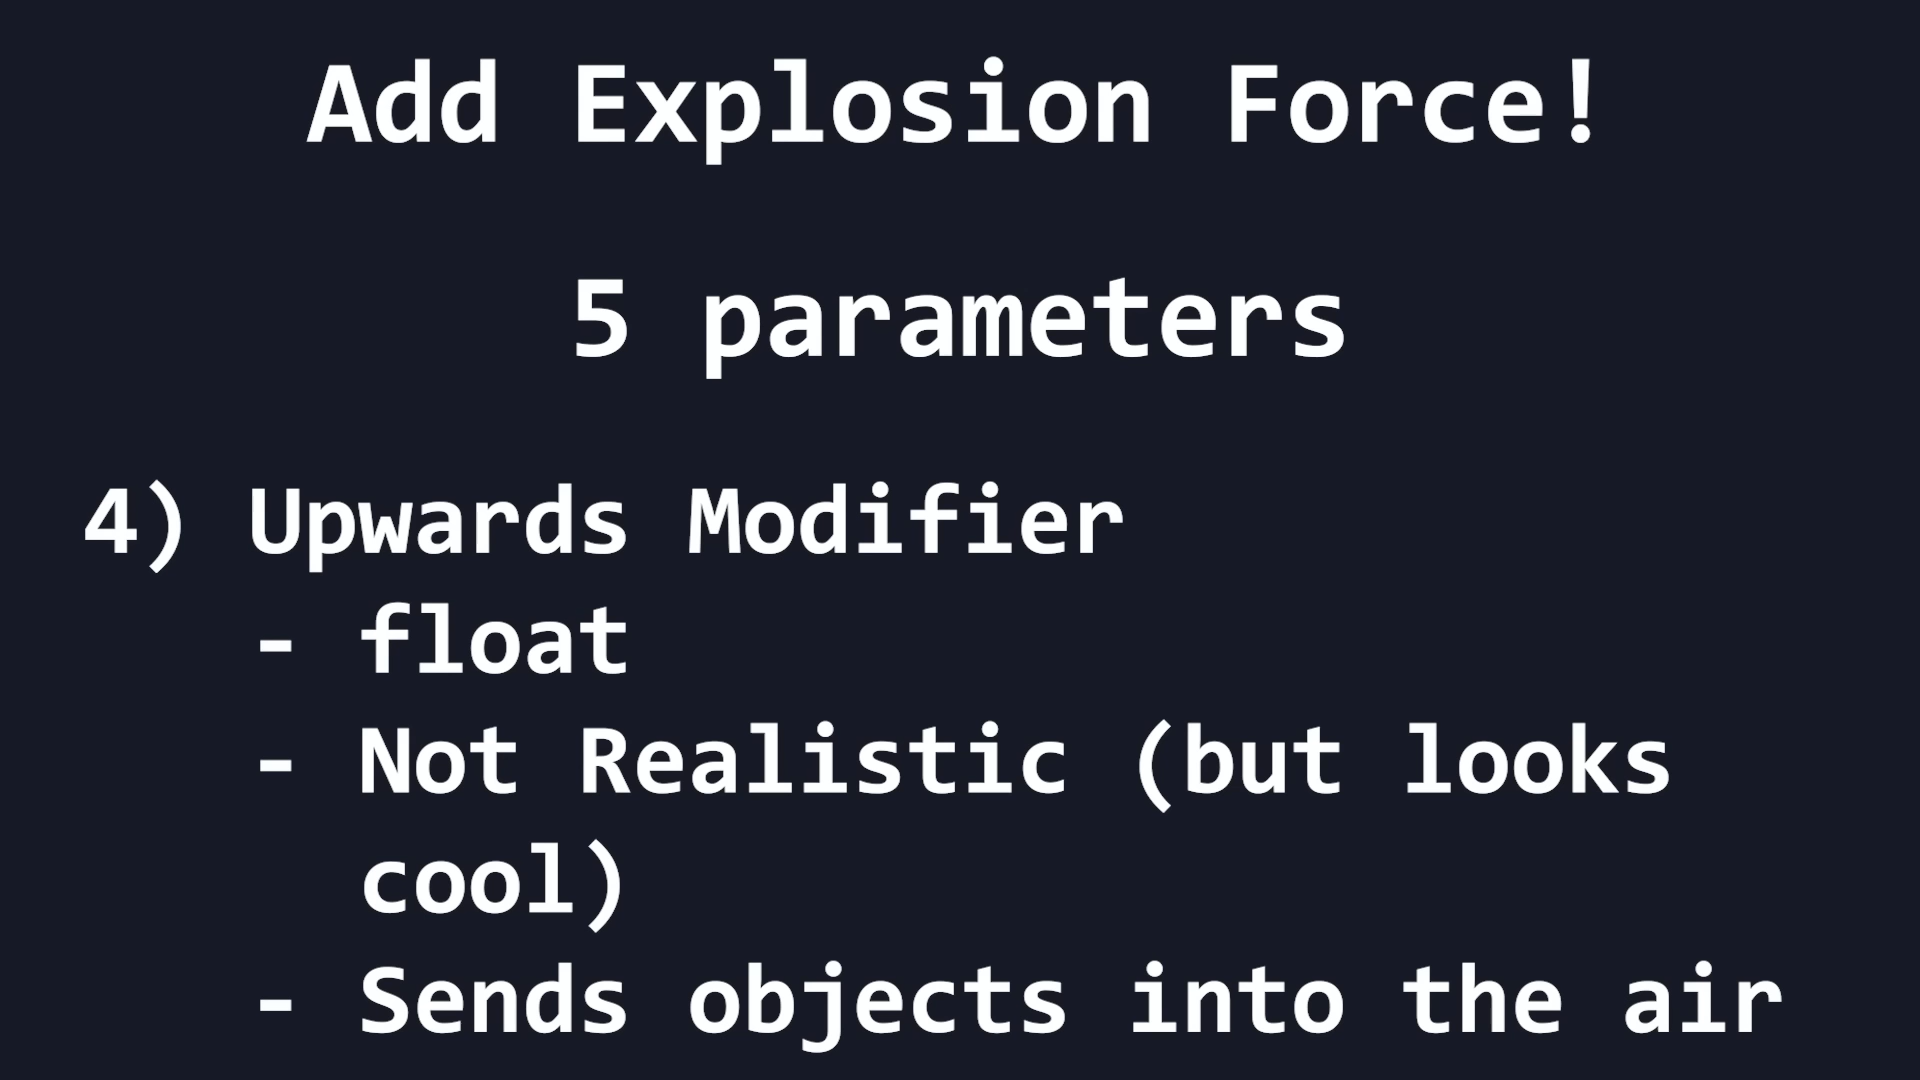 Add Explosion Force!
5 parameters
4) Upwards Modifier
- float
- Not Realistic (but looks
cool)
- Sends objects into the air